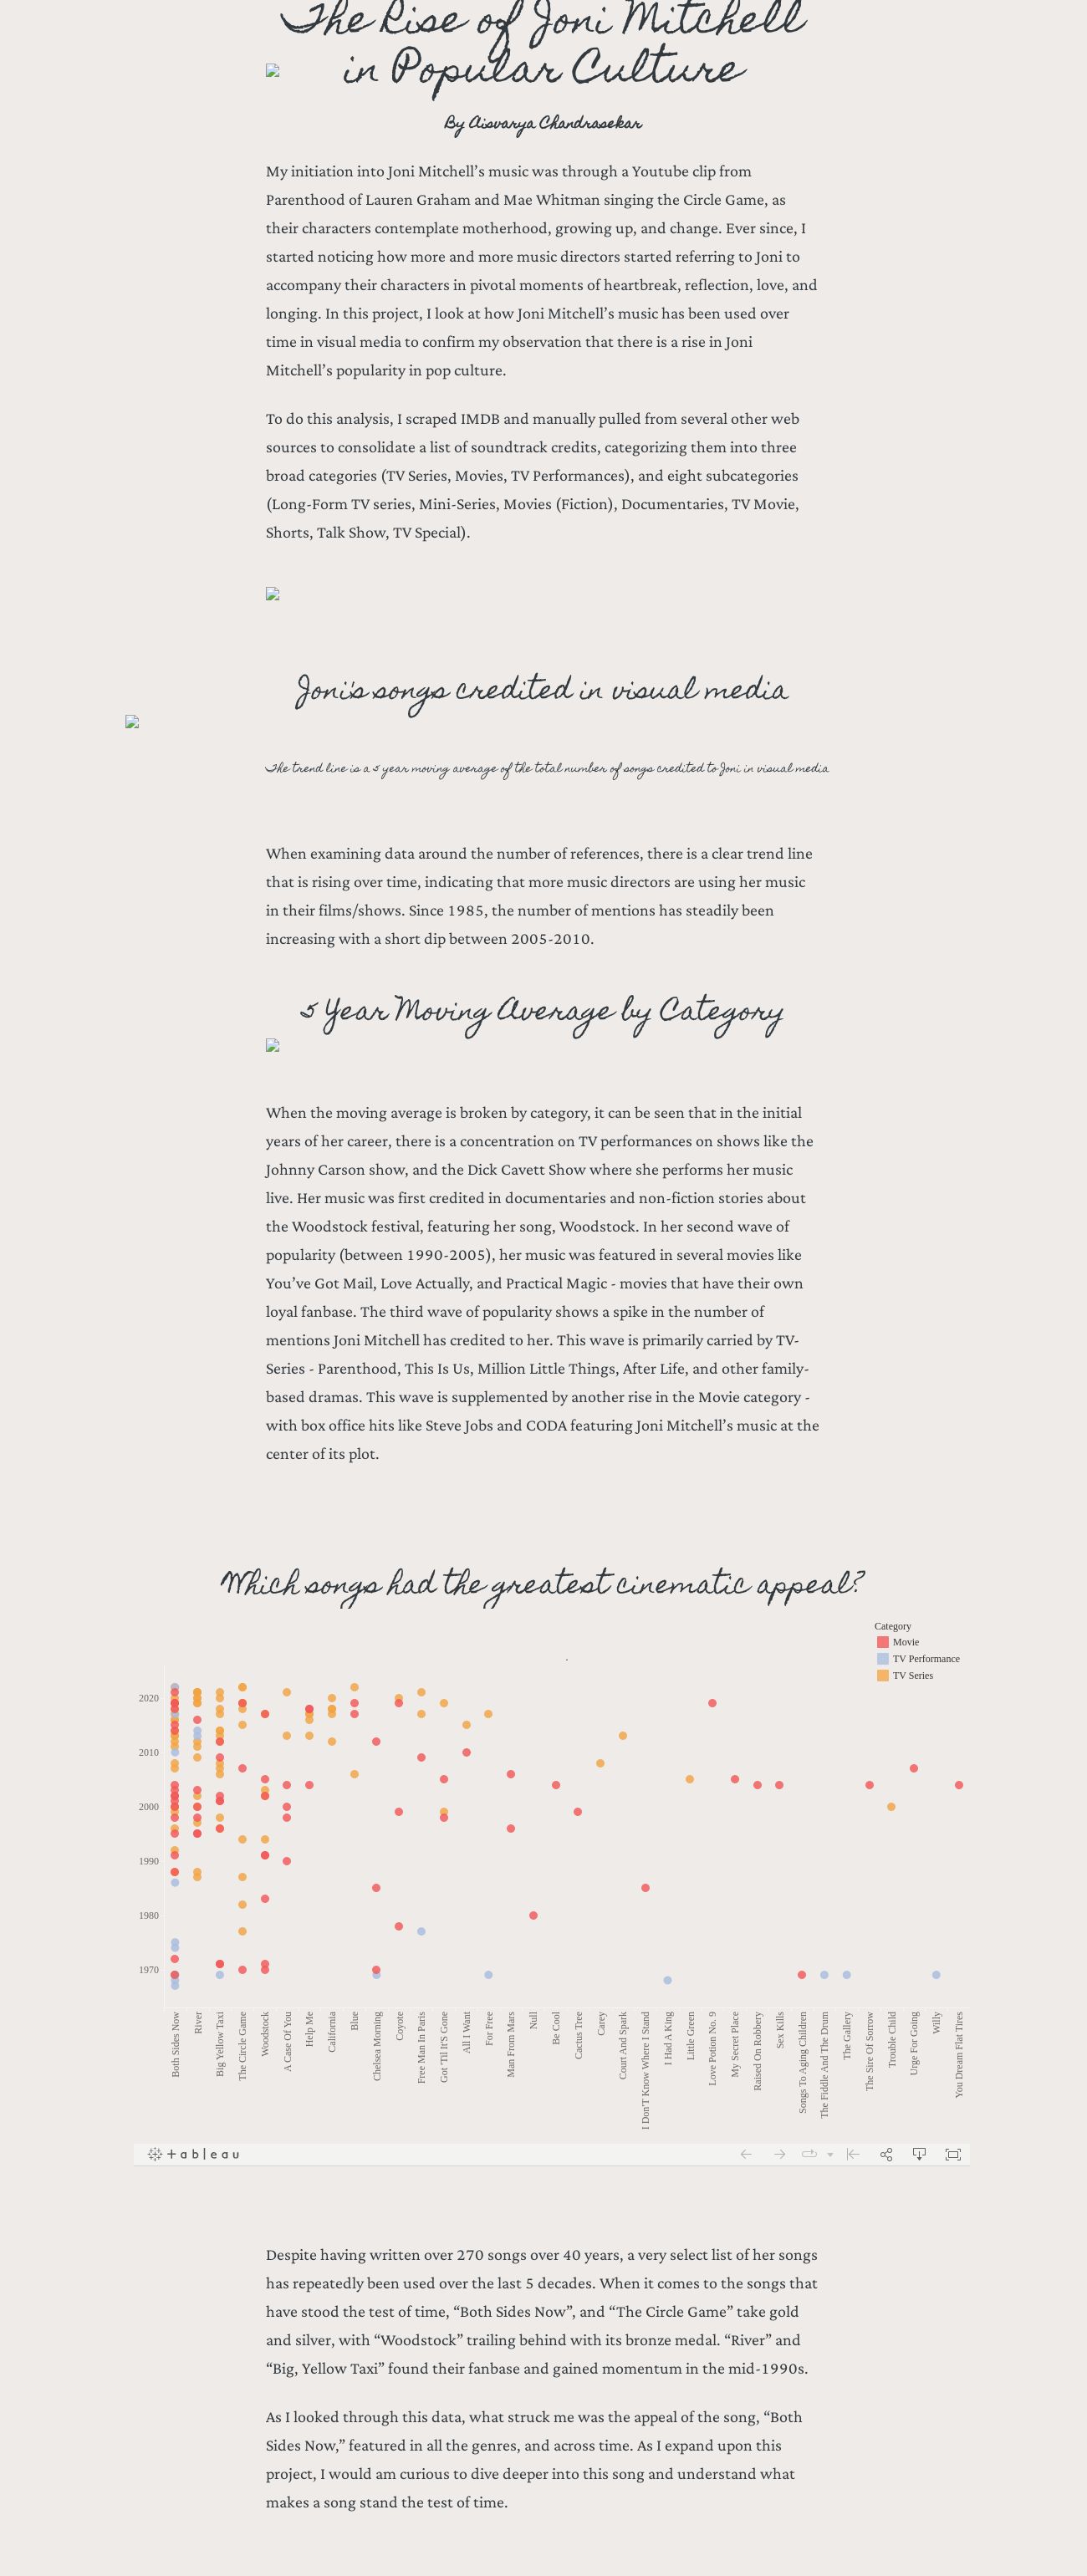 The Rise of Joni Mitchell
in Popular Culture
By Aisvarya Chandrasekar
My initiation into Joni Mitchell’s music was through a Youtube clip from
Parenthood of Lauren Graham and Mae Whitman singing the Circle Game, as
their characters contemplate motherhood, growing up, and change. Ever since, I
started noticing how more and more music directors started referring to Joni to
accompany their characters in pivotal moments of heartbreak, reflection, love, and
longing. In this project, I look at how Joni Mitchell’s music has been used over
time in visual media to confirm my observation that there is a rise in Joni
Mitchell’s popularity in pop culture.
To do this analysis, I scraped IMDB and manually pulled from several other web
sources to consolidate a list of soundtrack credits, categorizing them into three
broad categories (TV Series, Movies, TV Performances), and eight subcategories
(Long-Form TV series, Mini-Series, Movies (Fiction), Documentaries, TV Movie,
Shorts, Talk Show, TV Special).
Joni's songs credited in visual media
The trend line is a 5 year moving average of the total number of songs credited to Joni in visual media
When examining data around the number of references, there is a clear trend line
that is rising over time, indicating that more music directors are using her music
in their films/shows. Since 1985, the number of mentions has steadily been
increasing with a short dip between 2005-2010.
5 Year Moving Average by Category
When the moving average is broken by category, it can be seen that in the initial
years of her career, there is a concentration on TV performances on shows like the
Johnny Carson show, and the Dick Cavett Show where she performs her music
live. Her music was first credited in documentaries and non-fiction stories about
the Woodstock festival, featuring her song, Woodstock. In her second wave of
popularity (between 1990-2005), her music was featured in several movies like
You’ve Got Mail, Love Actually, and Practical Magic - movies that have their own
loyal fanbase. The third wave of popularity shows a spike in the number of
mentions Joni Mitchell has credited to her. This wave is primarily carried by TV-
Series - Parenthood, This Is Us, Million Little Things, After Life, and other family-
based dramas. This wave is supplemented by another rise in the Movie category -
with box office hits like Steve Jobs and CODA featuring Joni Mitchell’s music at the
center of its plot.
Which songs had the greatest cinematic appeal?
Category
Movie
TV Performance
TV Series
2020
2010
2000
1990
1980
1970
Both Sides Now
River
Big Yellow Taxi
The Circle Game
Woodstock
A Case Of You
Help Me
California
Blue
Chelsea Morning
Coyote
Free Man In Paris
Got 'Til It'S Gone
All I Want
For Free
Man From Mars
Null
Be Cool
Cactus Tree
Carey
Court And Spark
I Don'T Know Where I Stand
I Had A King
Little Green
Love Potion No. 9
My Secret Place
Raised On Robbery
Sex Kills
Songs To Aging Children
The Fiddle And The Drum
The Gallery
The Sire Of Sorrow
Trouble Child
Urge For Going
Willy
You Dream Flat Tires
+ableau
Despite having written over 270 songs over 40 years, a very select list of her songs
has repeatedly been used over the last 5 decades. When it comes to the songs that
have stood the test of time, “Both Sides Now”, and “The Circle Game” take gold
and silver, with “Woodstock” trailing behind with its bronze medal. “River” and
“Big, Yellow Taxi” found their fanbase and gained momentum in the mid-1990s.
As I looked through this data, what struck me was the appeal of the song, “Both
Sides Now,” featured in all the genres, and across time. As I expand upon this
project, I would am curious to dive deeper into this song and understand what
makes a song stand the test of time.